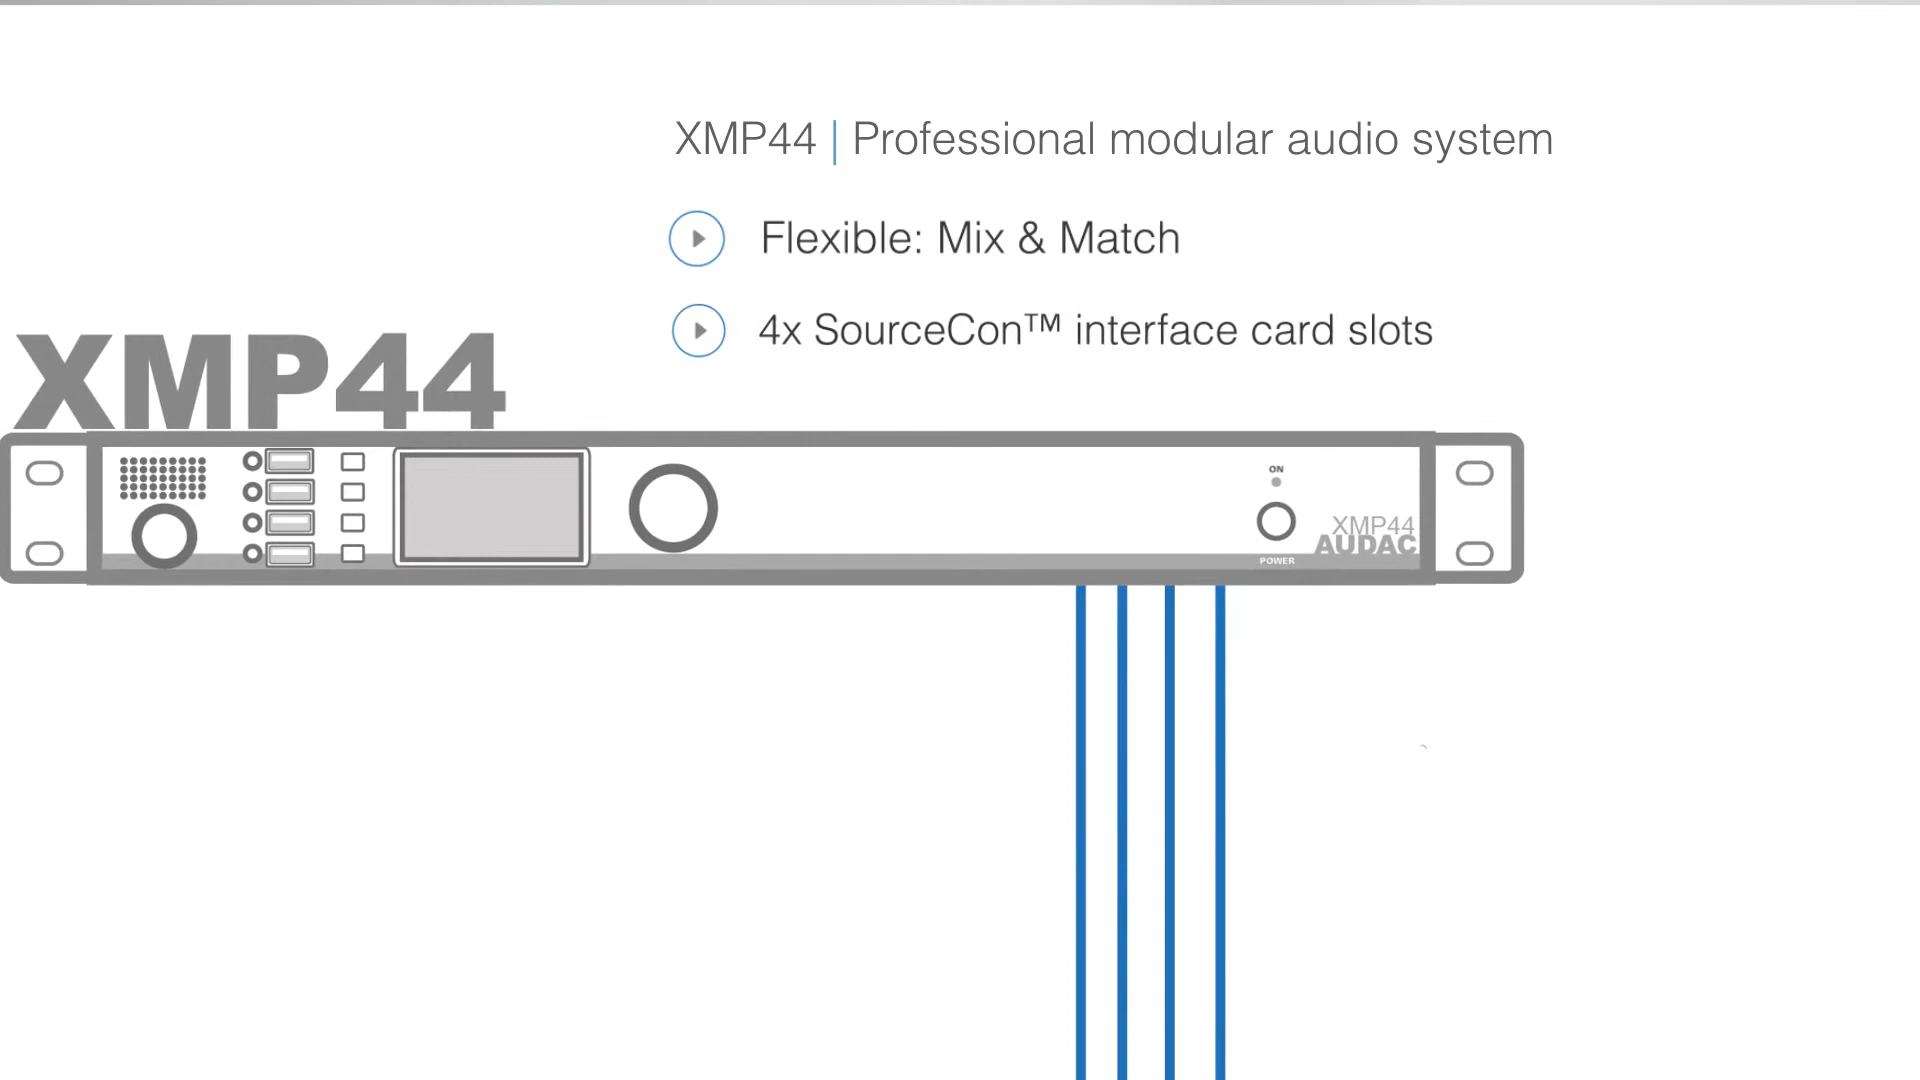 XMP44 | Professional modular audio system
Flexible: Mix & Match
4x SourceCon™ interface card slots
XMP44
ON
XMP44
AUDAC
POWER